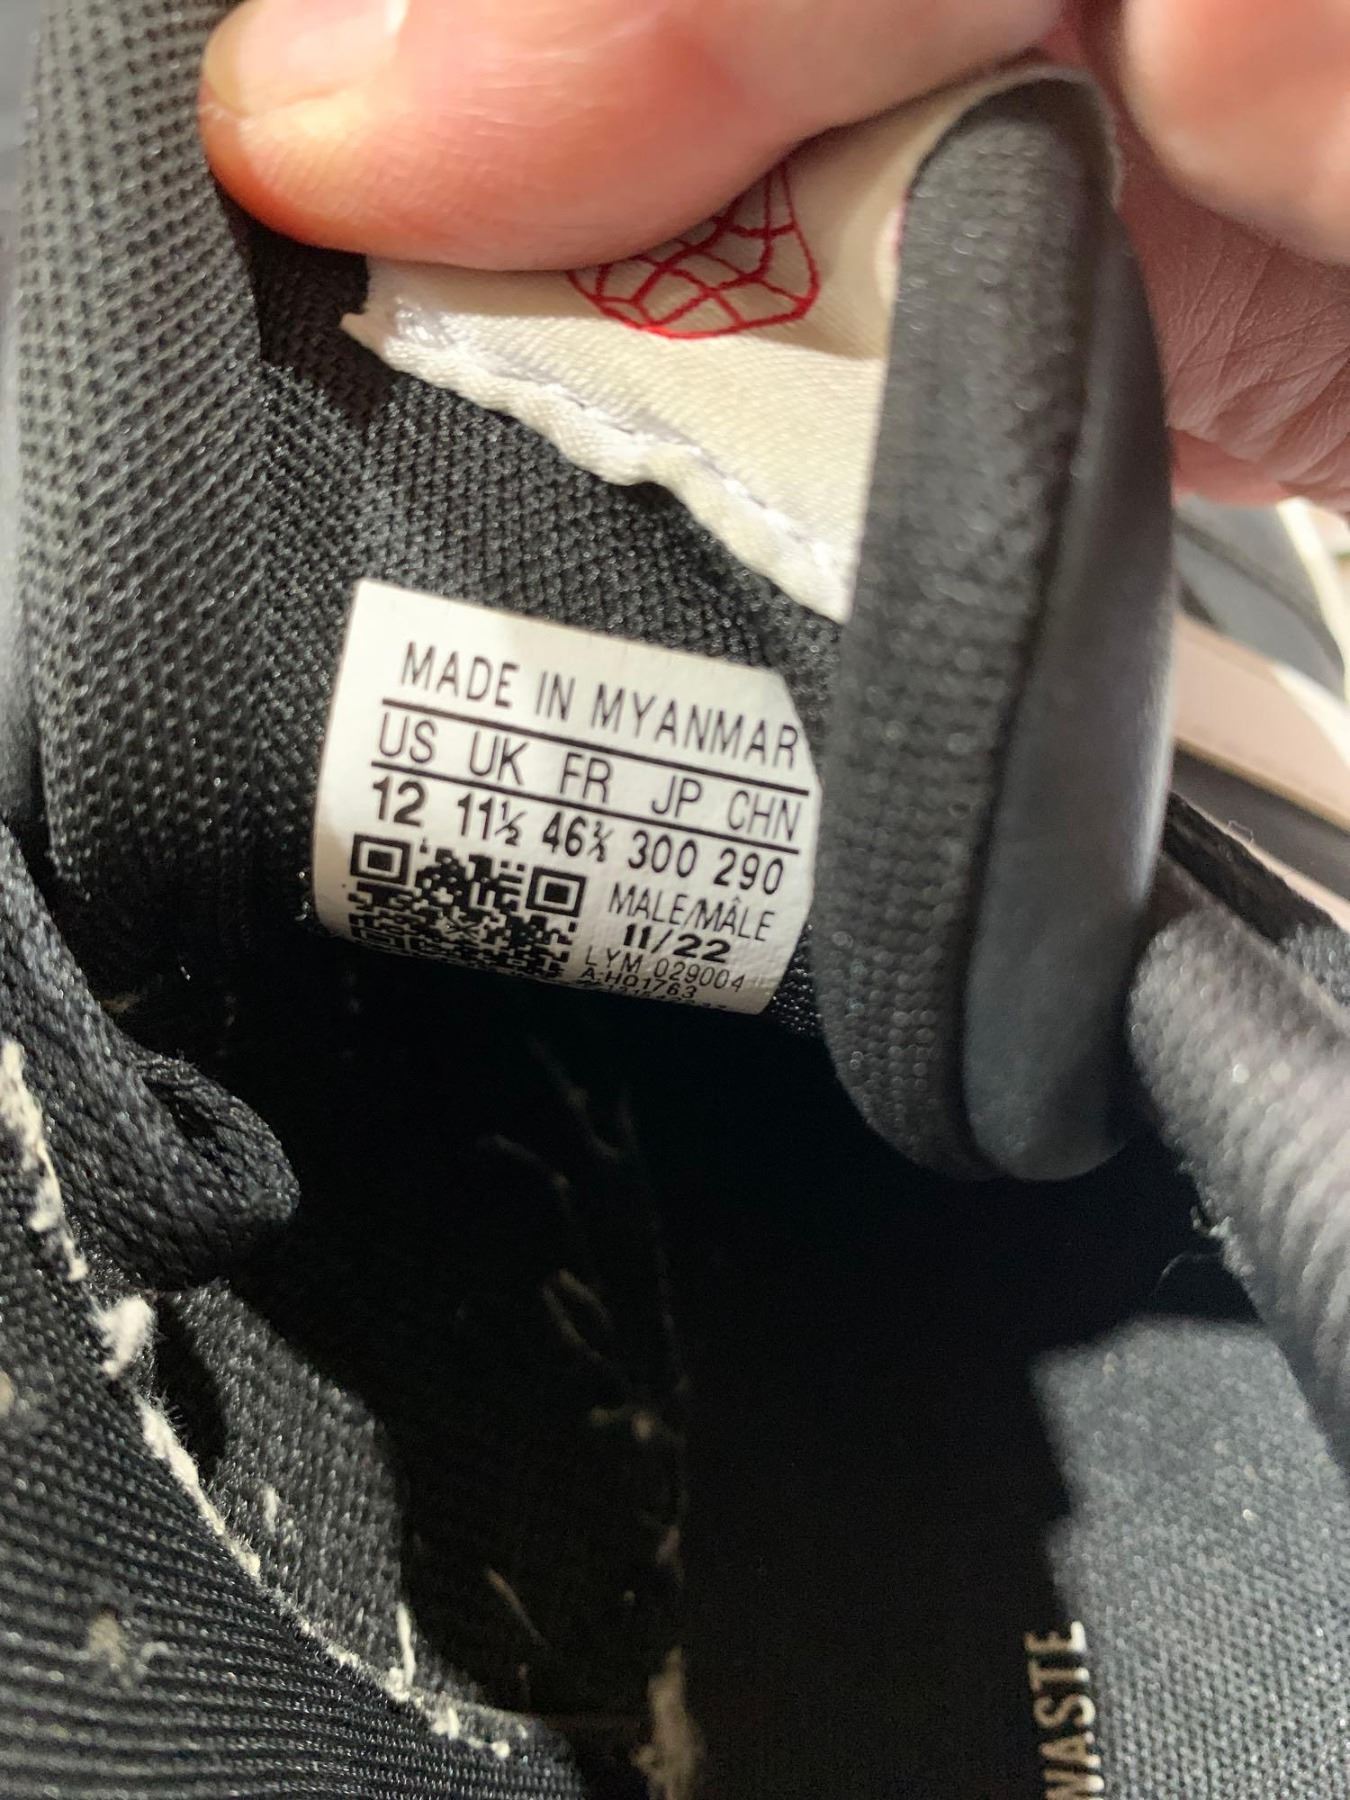 MADE IN MYANMAR
US UK FR JP CHN
12 11½ 46⅔ 300 290
MALE/MÂLE
11/22
LYM 029004
A:HQ1763
WASTE